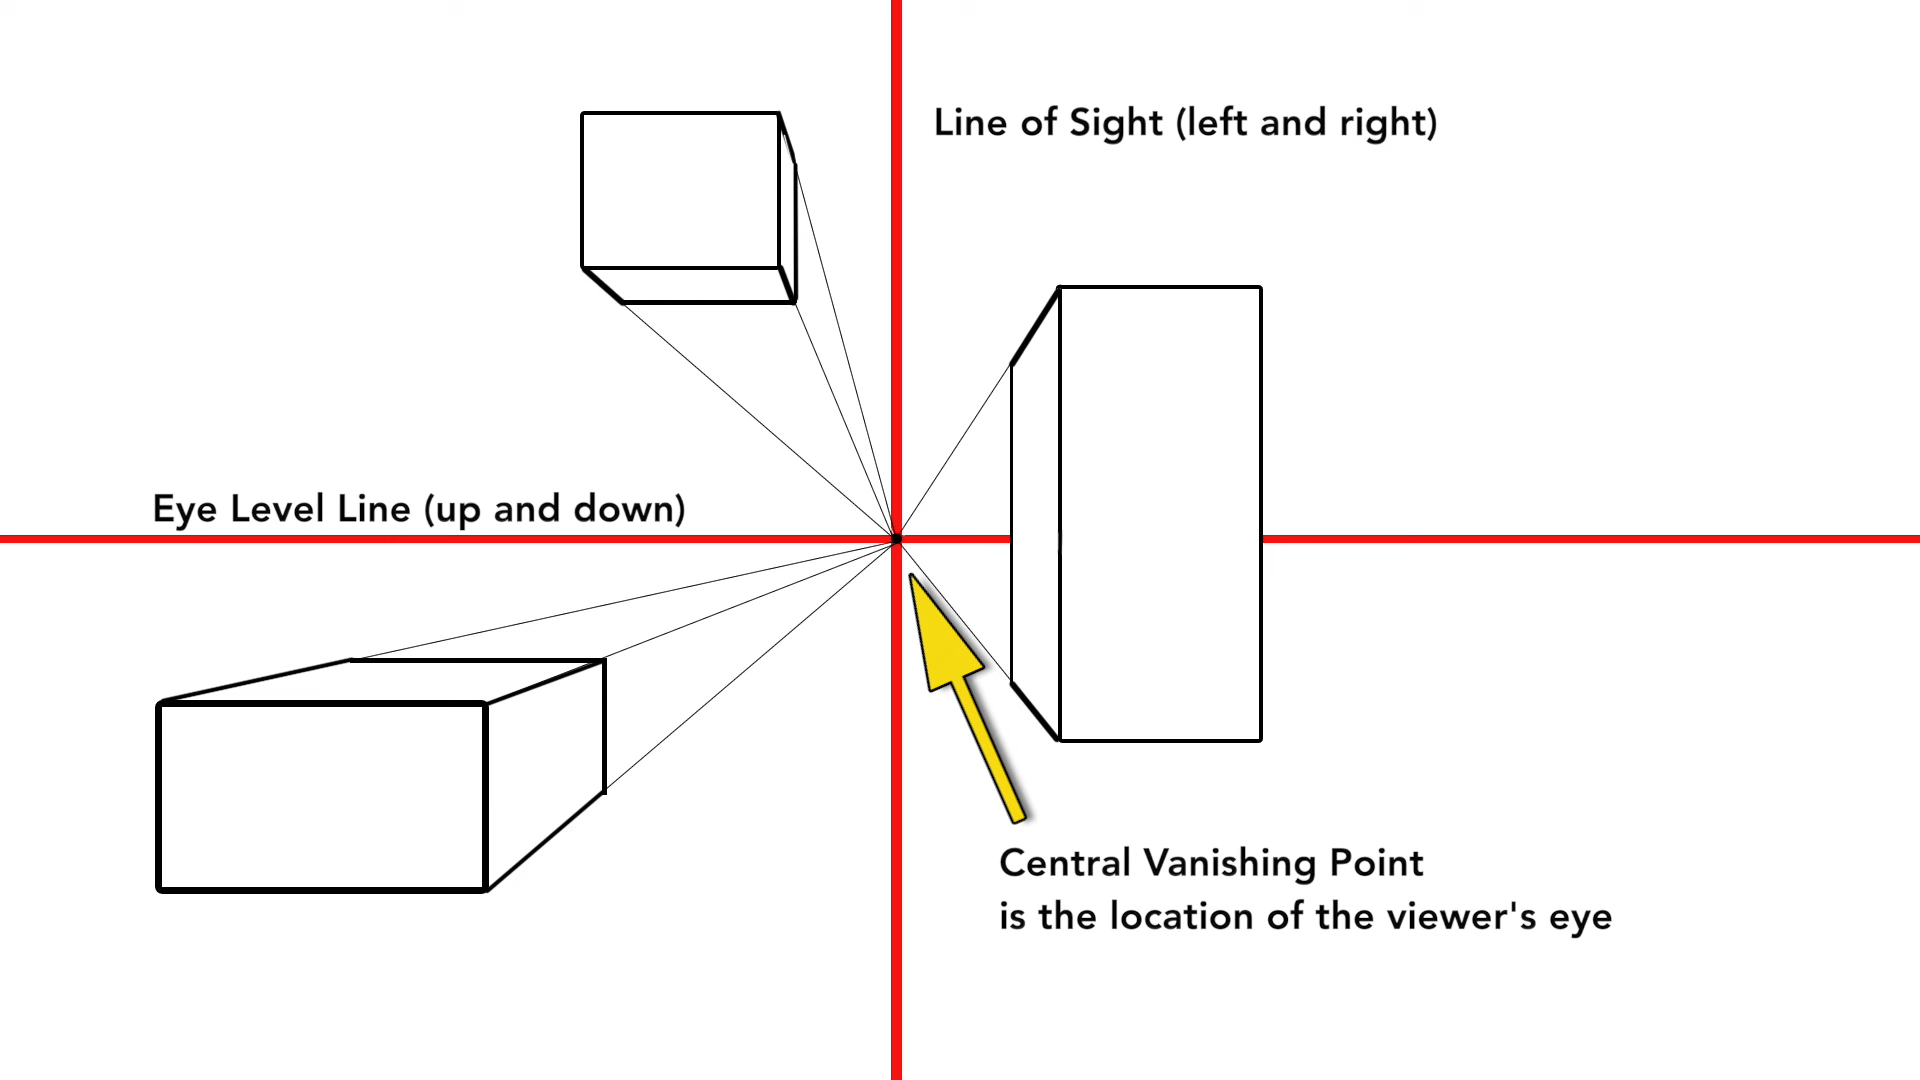 Line of Sight (left and right)
Eye Level Line (up and down)
Central Vanishing Point
is the location of the viewer's eye